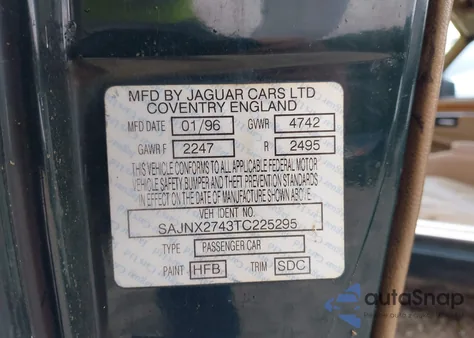 MFD BY JAGUAR CARS LTD
COVENTRY ENGLAND
MFD DATE 01/96 GVWR 4742
GAWR F 2247 R 2495
THIS VEHICLE CONFORMS TO ALL APPLICABLE FEDERAL MOTOR
VEHICLE SAFETY, BUMPER AND THEFT PREVENTION STANDARDS
IN EFFECT ON THE DATE OF MANUFACTURE SHOWN ABOVE.
VEH IDENT NO.
SAJNX2743TC225295
TYPE PASSENGER CAR
PAINT HFB TRIM SDC
autoSnap